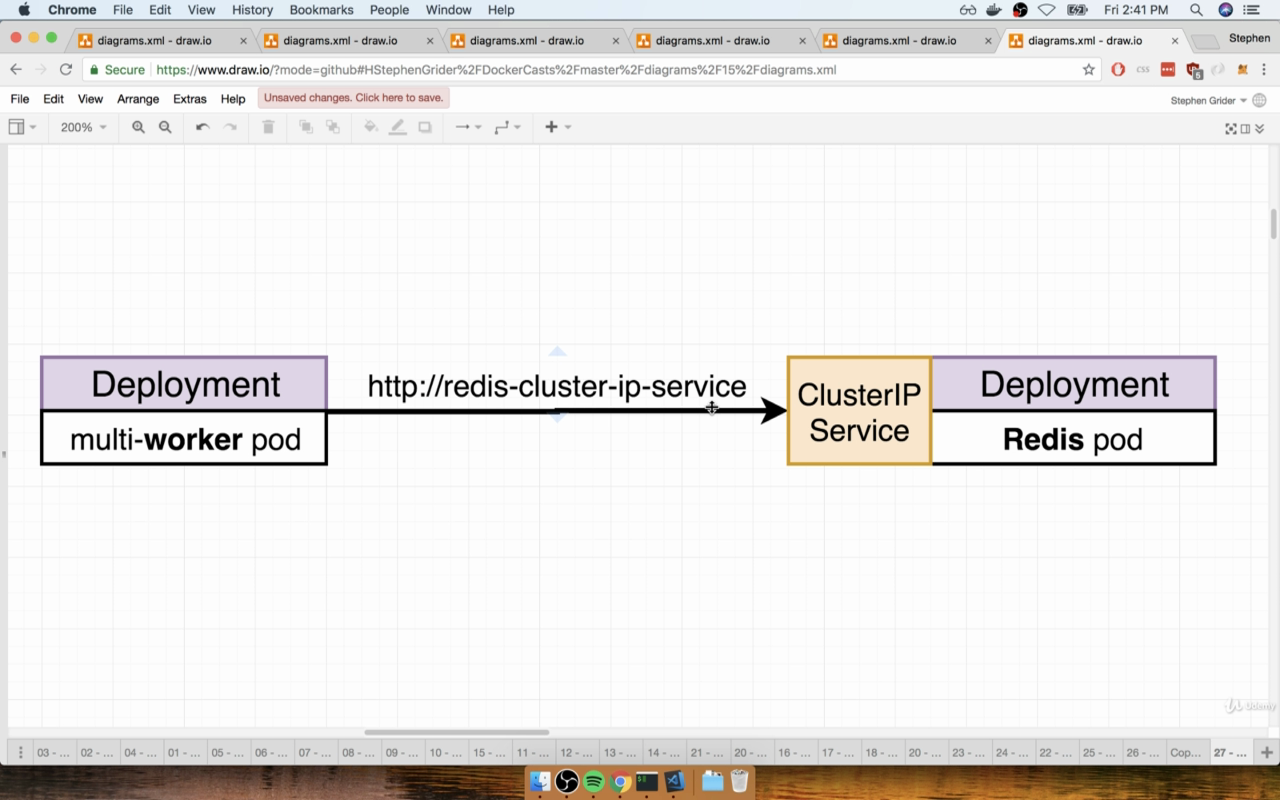 Chrome File Edit View History Bookmarks People Window Help Fri 2:41 PM
diagrams.xml - draw.io diagrams.xml - draw.io diagrams.xml - draw.io diagrams.xml - draw.io diagrams.xml - draw.io diagrams.xml - draw.io Stephen
Secure https://www.draw.io/?mode=github#HStephenGrider%2FDockerCasts%2Fmaster%2Fdiagrams%2F15%2Fdiagrams.xml CSS 5
File Edit View Arrange Extras Help Unsaved changes. Click here to save. Stephen Grider
200%
Deployment
multi-worker pod
http://redis-cluster-ip-service
ClusterIP
Service
Deployment
Redis pod
Udemy
03 - ... 02 - ... 04 - ... 01 - ... 05 - ... 06 - ... 07 - ... 08 - ... 09 - ... 10 - ... 15 - ... 11 - ... 12 - ... 13 - ... 14 - ... 21 - ... 20 - ... 16 - ... 17 - ... 18 - ... 20 - ... 23 - ... 24 - ... 22 - ... 25 - ... 26 - ... Cop... 27 - ...